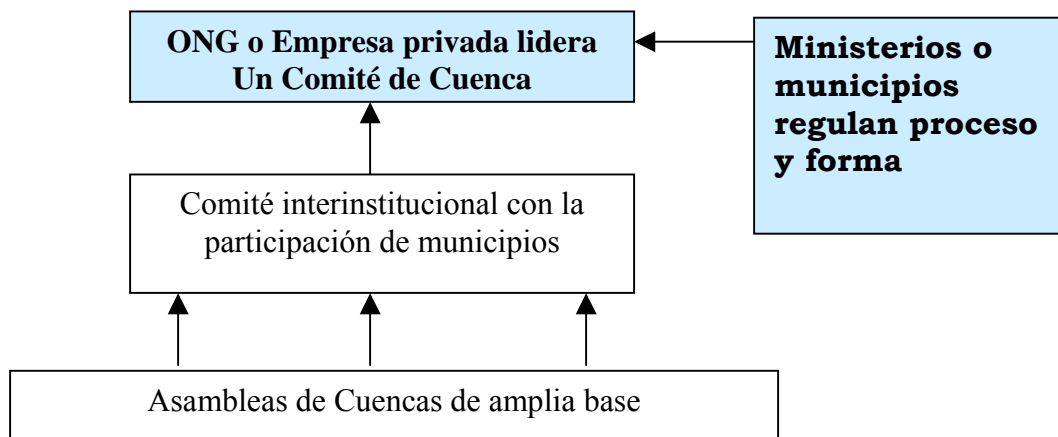 ONG o Empresa privada lidera
Un Comité de Cuenca
Ministerios o
municipios
regulan proceso
y forma
Comité interinstitucional con la
participación de municipios
Asambleas de Cuencas de amplia base